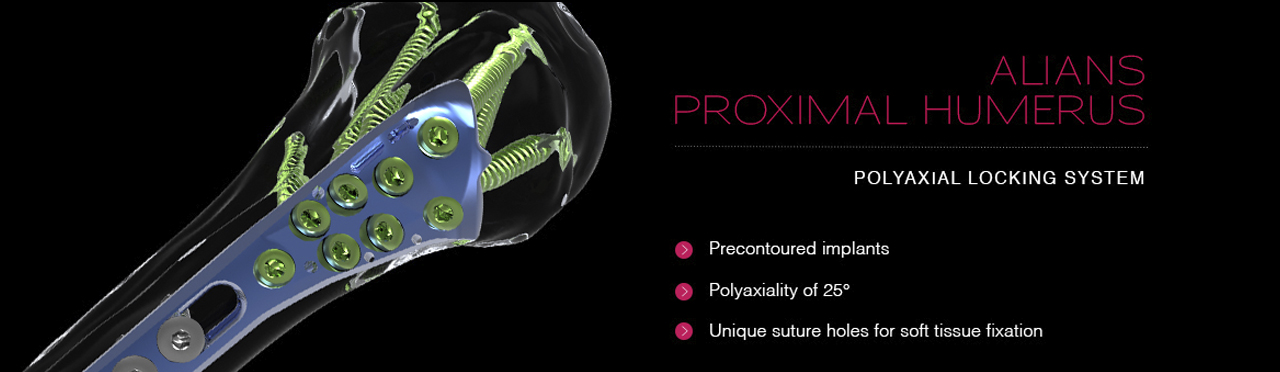 ALIANS
PROXIMAL HUMERUS
POLYAXIAL LOCKING SYSTEM
Precontoured implants
Polyaxiality of 25°
Unique suture holes for soft tissue fixation